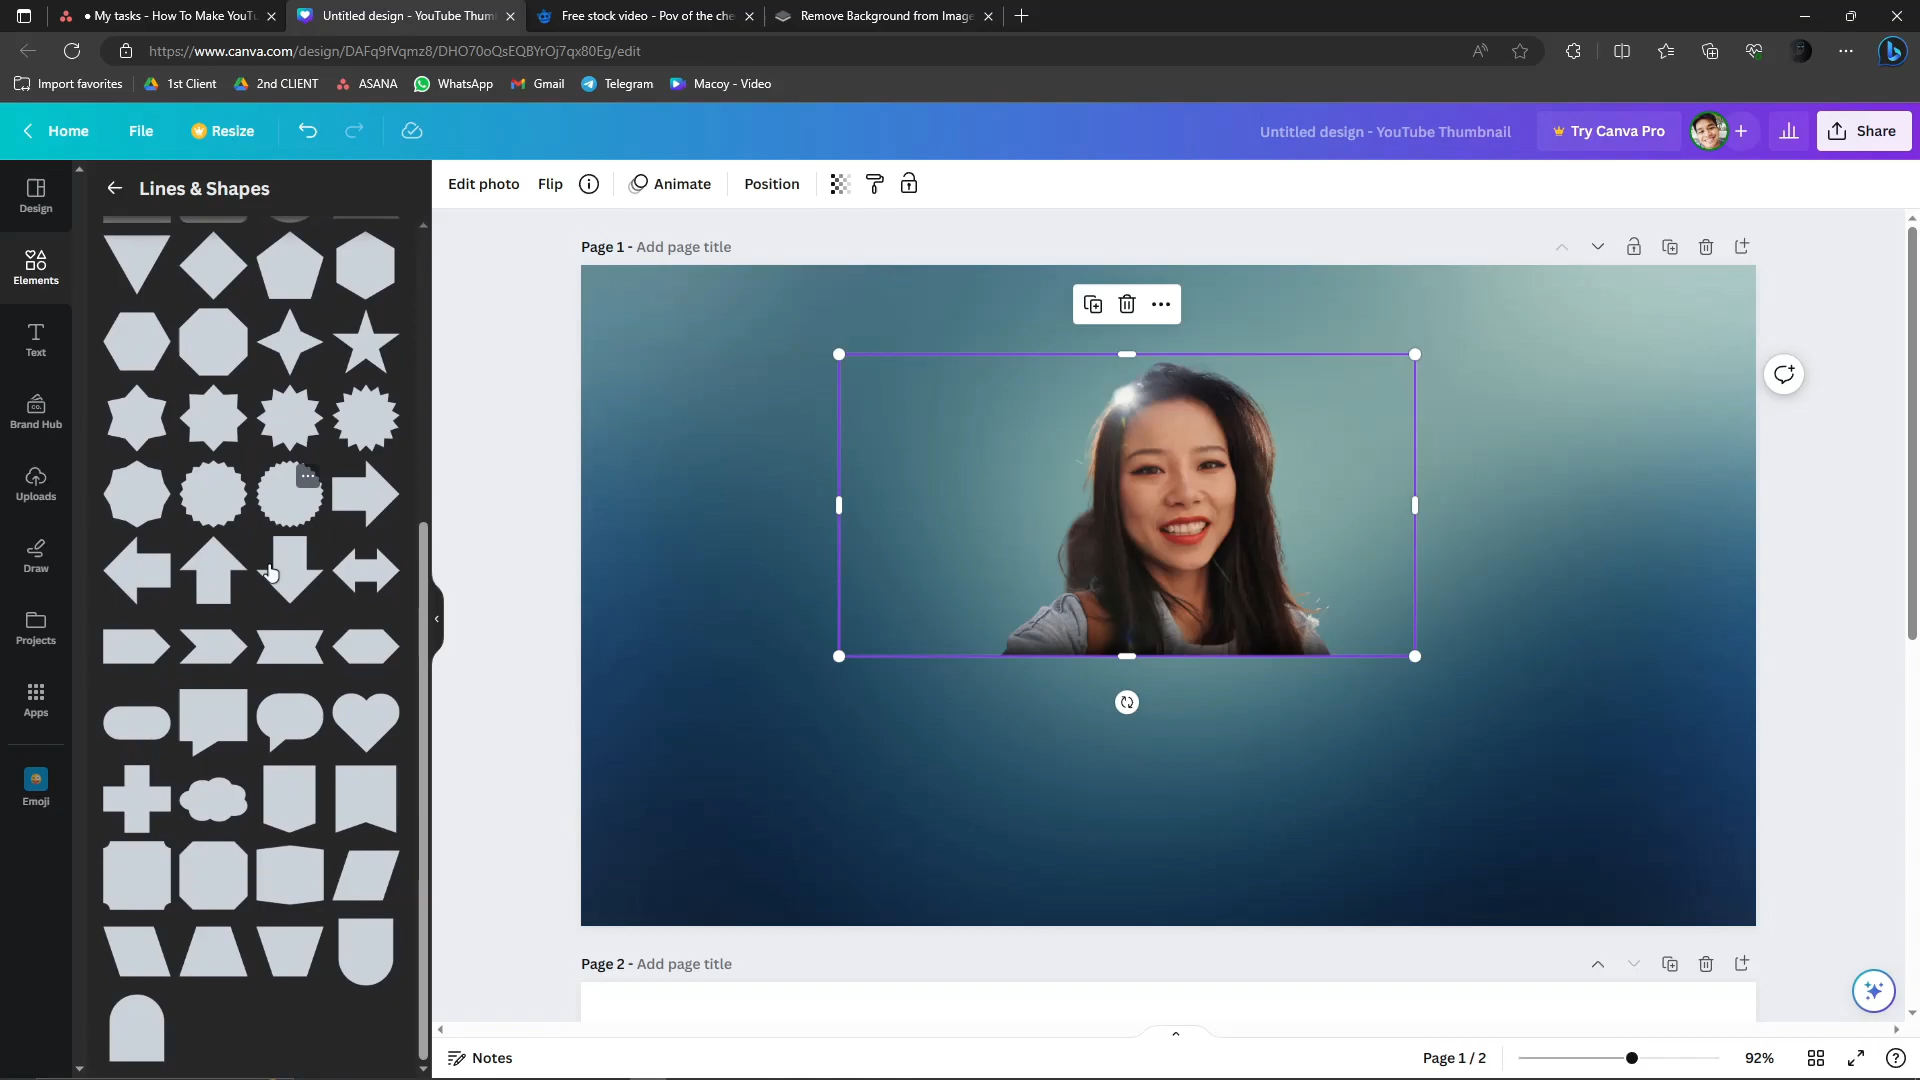 My tasks - How To Make YouTu
Untitled design - YouTube Thum
Free stock video - Pov of the che
Remove Background from Image
https://www.canva.com/design/DAFq9fVqmz8/DHO70oQsEQBYrOj7qx80Eg/edit
Import favorites
1st Client
2nd CLIENT
ASANA
WhatsApp
Gmail
Telegram
Macoy - Video
Home
File
Resize
Untitled design - YouTube Thumbnail
Try Canva Pro
Share
Design
Elements
Text
Brand Hub
Uploads
Draw
Projects
Apps
Emoji
Lines & Shapes
Edit photo
Flip
Animate
Position
Page 1 - Add page title
Page 2 - Add page title
Notes
Page 1 / 2
92%